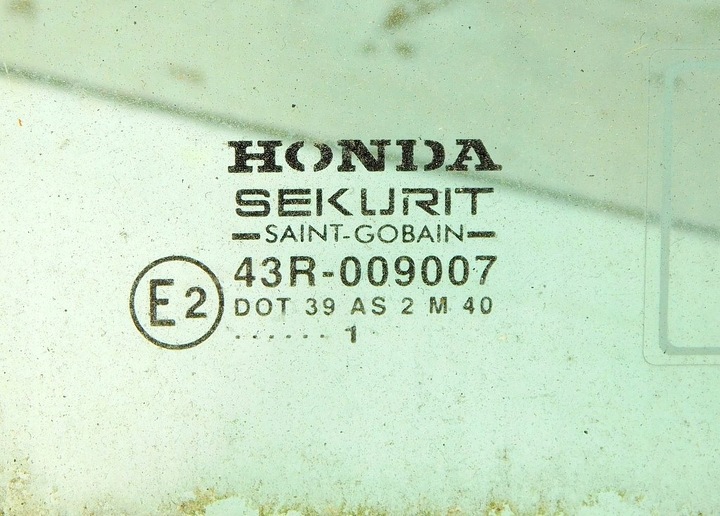 HONDA
SEKURIT
SAINT-GOBAIN
43R-009007
E2
DOT 39 AS 2 M 40
. . . . . . . 1